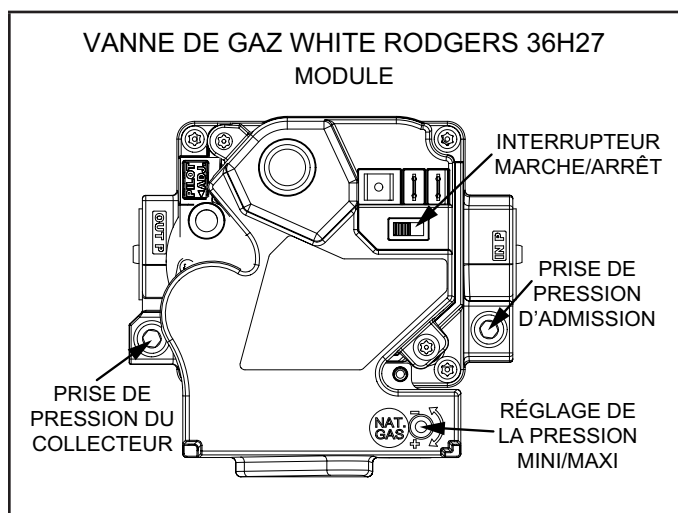 VANNE DE GAZ WHITE RODGERS 36H27
MODULE
INTERRUPTEUR
MARCHE/ARRÊT
PILOT
ADJ.
OUT P
IN P
PRISE DE
PRESSION
D'ADMISSION
PRISE DE
PRESSION DU
COLLECTEUR
NAT.
GAS
- 
+
RÉGLAGE DE
LA PRESSION
MINI/MAXI